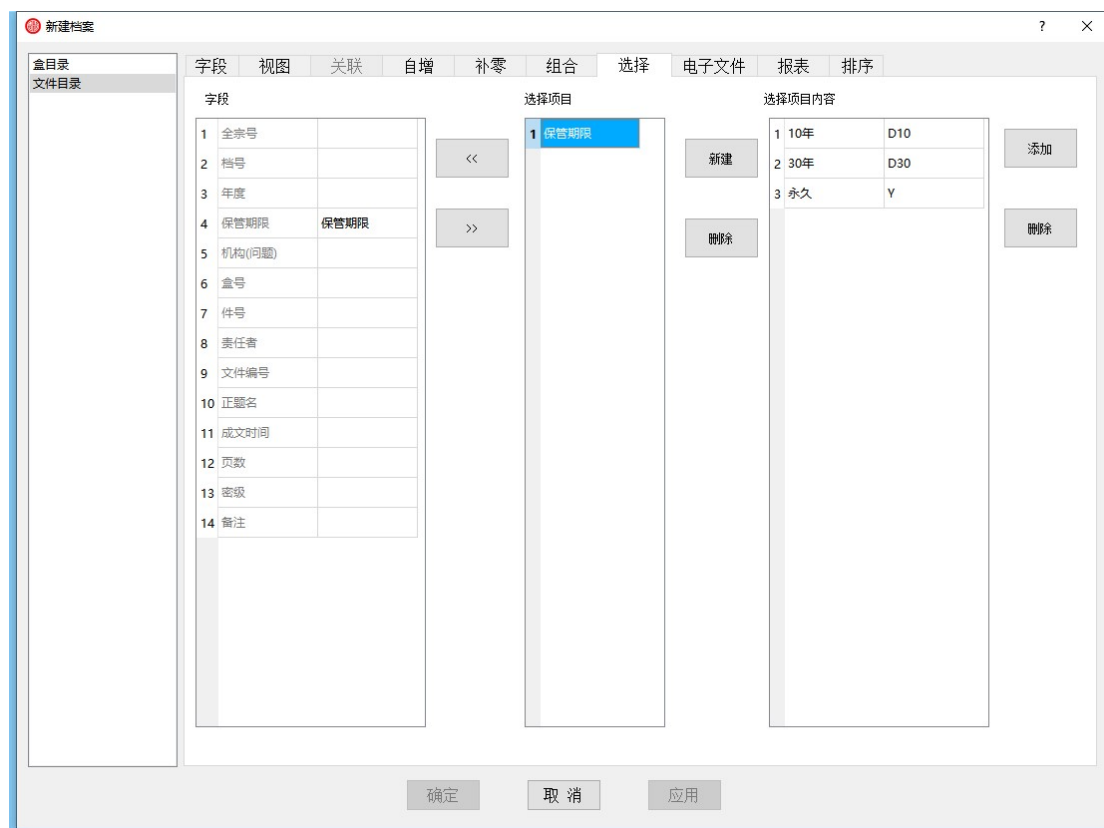 新建档案
?
×
盒目录
文件目录
字段 视图 关联 自增 补零 组合 选择 电子文件 报表 排序
字段
1 全宗号
2 档号
3 年度
4 保管期限 保管期限
5 机构(问题)
6 盒号
7 件号
8 责任者
9 文件编号
10 正题名
11 成文时间
12 页数
13 密级
14 备注
<<
>>
选择项目
1 保管期限
新建
删除
选择项目内容
1 10年 D10
2 30年 D30
3 永久 Y
添加
删除
确定 取 消 应用